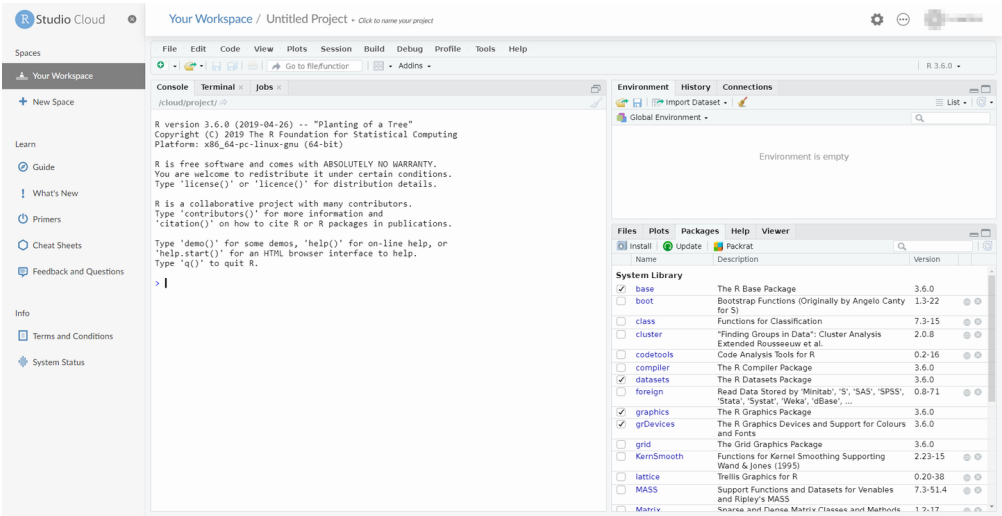 R Studio Cloud
Your Workspace / Untitled Project • Click to name your project
Spaces
Your Workspace
New Space
Learn
Guide
What's New
Primers
Cheat Sheets
Feedback and Questions
Info
Terms and Conditions
System Status
File Edit Code View Plots Session Build Debug Profile Tools Help
Go to file/function
Addins
R 3.6.0
Console Terminal Jobs
/cloud/project/
R version 3.6.0 (2019-04-26) -- "Planting of a Tree"
Copyright (C) 2019 The R Foundation for Statistical Computing
Platform: x86_64-pc-linux-gnu (64-bit)
R is free software and comes with ABSOLUTELY NO WARRANTY.
You are welcome to redistribute it under certain conditions.
Type 'license()' or 'licence()' for distribution details.
R is a collaborative project with many contributors.
Type 'contributors()' for more information and
'citation()' on how to cite R or R packages in publications.
Type 'demo()' for some demos, 'help()' for on-line help, or
'help.start()' for an HTML browser interface to help.
Type 'q()' to quit R.
>
Environment History Connections
Import Dataset
List
Global Environment
Environment is empty
Files Plots Packages Help Viewer
Install Update Packrat
Name Description Version
System Library
base The R Base Package 3.6.0
boot Bootstrap Functions (Originally by Angelo Canty 1.3-22
for S)
class Functions for Classification 7.3-15
cluster "Finding Groups in Data": Cluster Analysis 2.0.8
Extended Rousseeuw et al.
codetools Code Analysis Tools for R 0.2-16
compiler The R Compiler Package 3.6.0
datasets The R Datasets Package 3.6.0
foreign Read Data Stored by 'Minitab', 'S', 'SAS', 'SPSS', 0.8-71
'Stata', 'Systat', 'Weka', 'dBase', ...
graphics The R Graphics Package 3.6.0
grDevices The R Graphics Devices and Support for Colours 3.6.0
and Fonts
grid The Grid Graphics Package 3.6.0
KernSmooth Functions for Kernel Smoothing Supporting 2.23-15
Wand & Jones (1995)
lattice Trellis Graphics for R 0.20-38
MASS Support Functions and Datasets for Venables 7.3-51.4
and Ripley's MASS
Matrix Sparse and Dense Matrix Classes and Methods 1.2-17